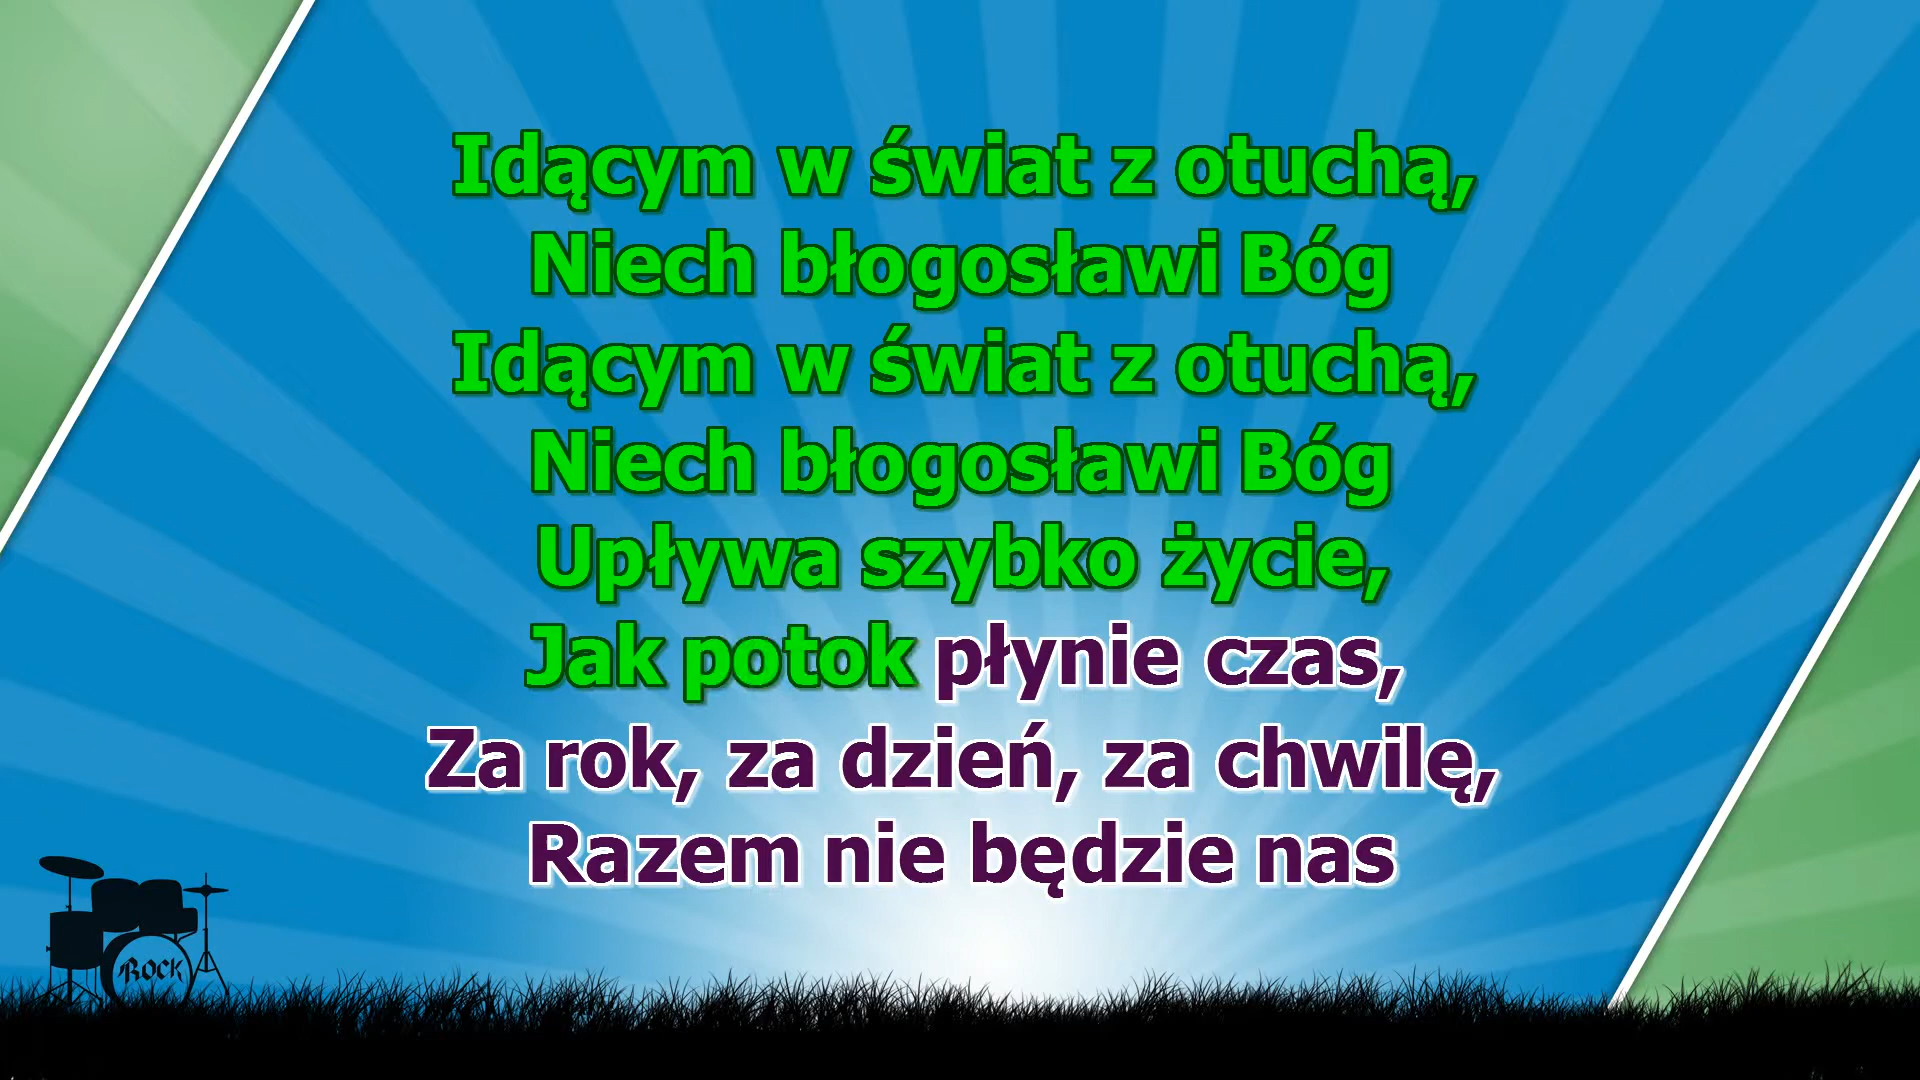 Idącym w świat z otuchą,
Niech błogosławi Bóg
Idącym w świat z otuchą,
Niech błogosławi Bóg
Upływa szybko życie,
Jak potok płynie czas,
Za rok, za dzień, za chwilę,
Razem nie będzie nas
ROCK